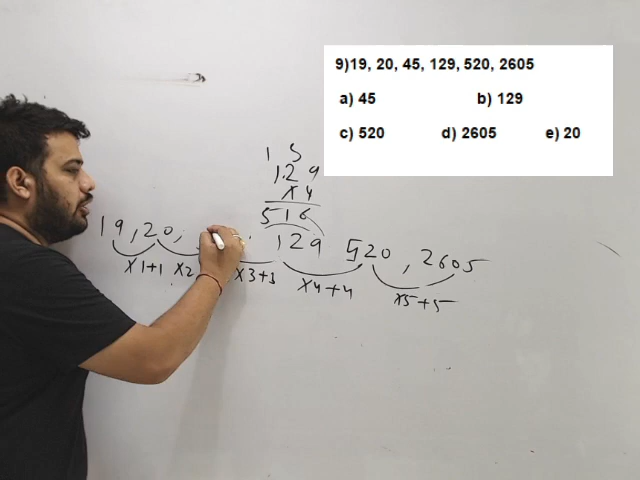 9)19, 20, 45, 129, 520, 2605
a) 45 b) 129
c) 520 d) 2605 e) 20
1 3
129
x4
516
19, 20, 129 520, 2605
x1+1 x2 x3+3 x4+4 x5+5